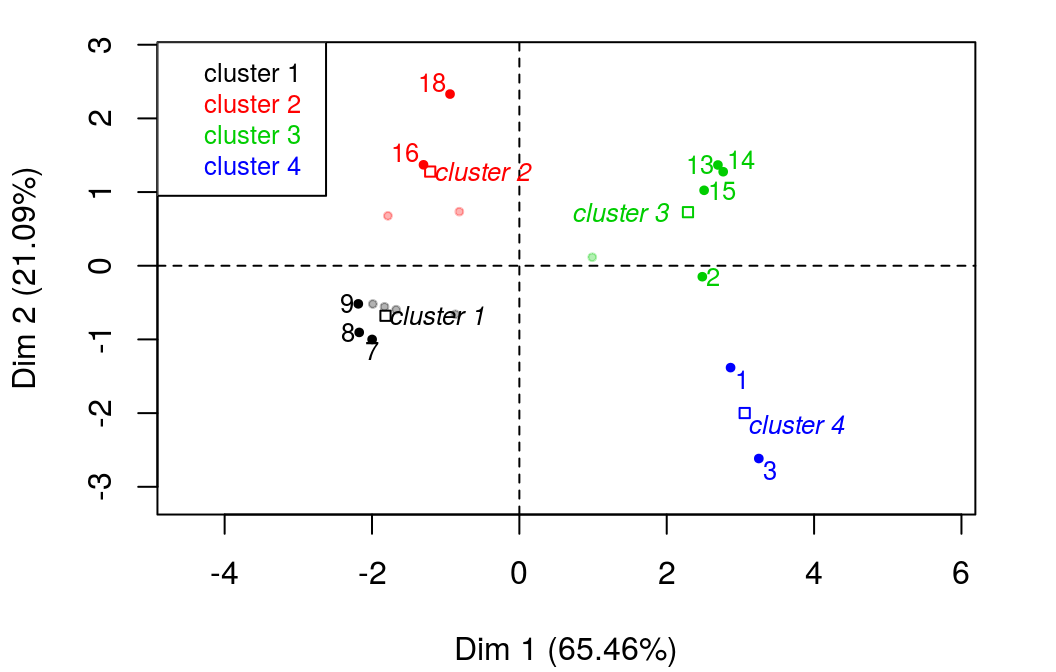 3
2
1
0
-1
-2
-3
Dim 2 (21.09%)
cluster 1
cluster 2
cluster 3
cluster 4
18
16
cluster 2
13
14
15
cluster 3
2
9
cluster 1
8
7
1
cluster 4
3
-4
-2
0
2
4
6
Dim 1 (65.46%)